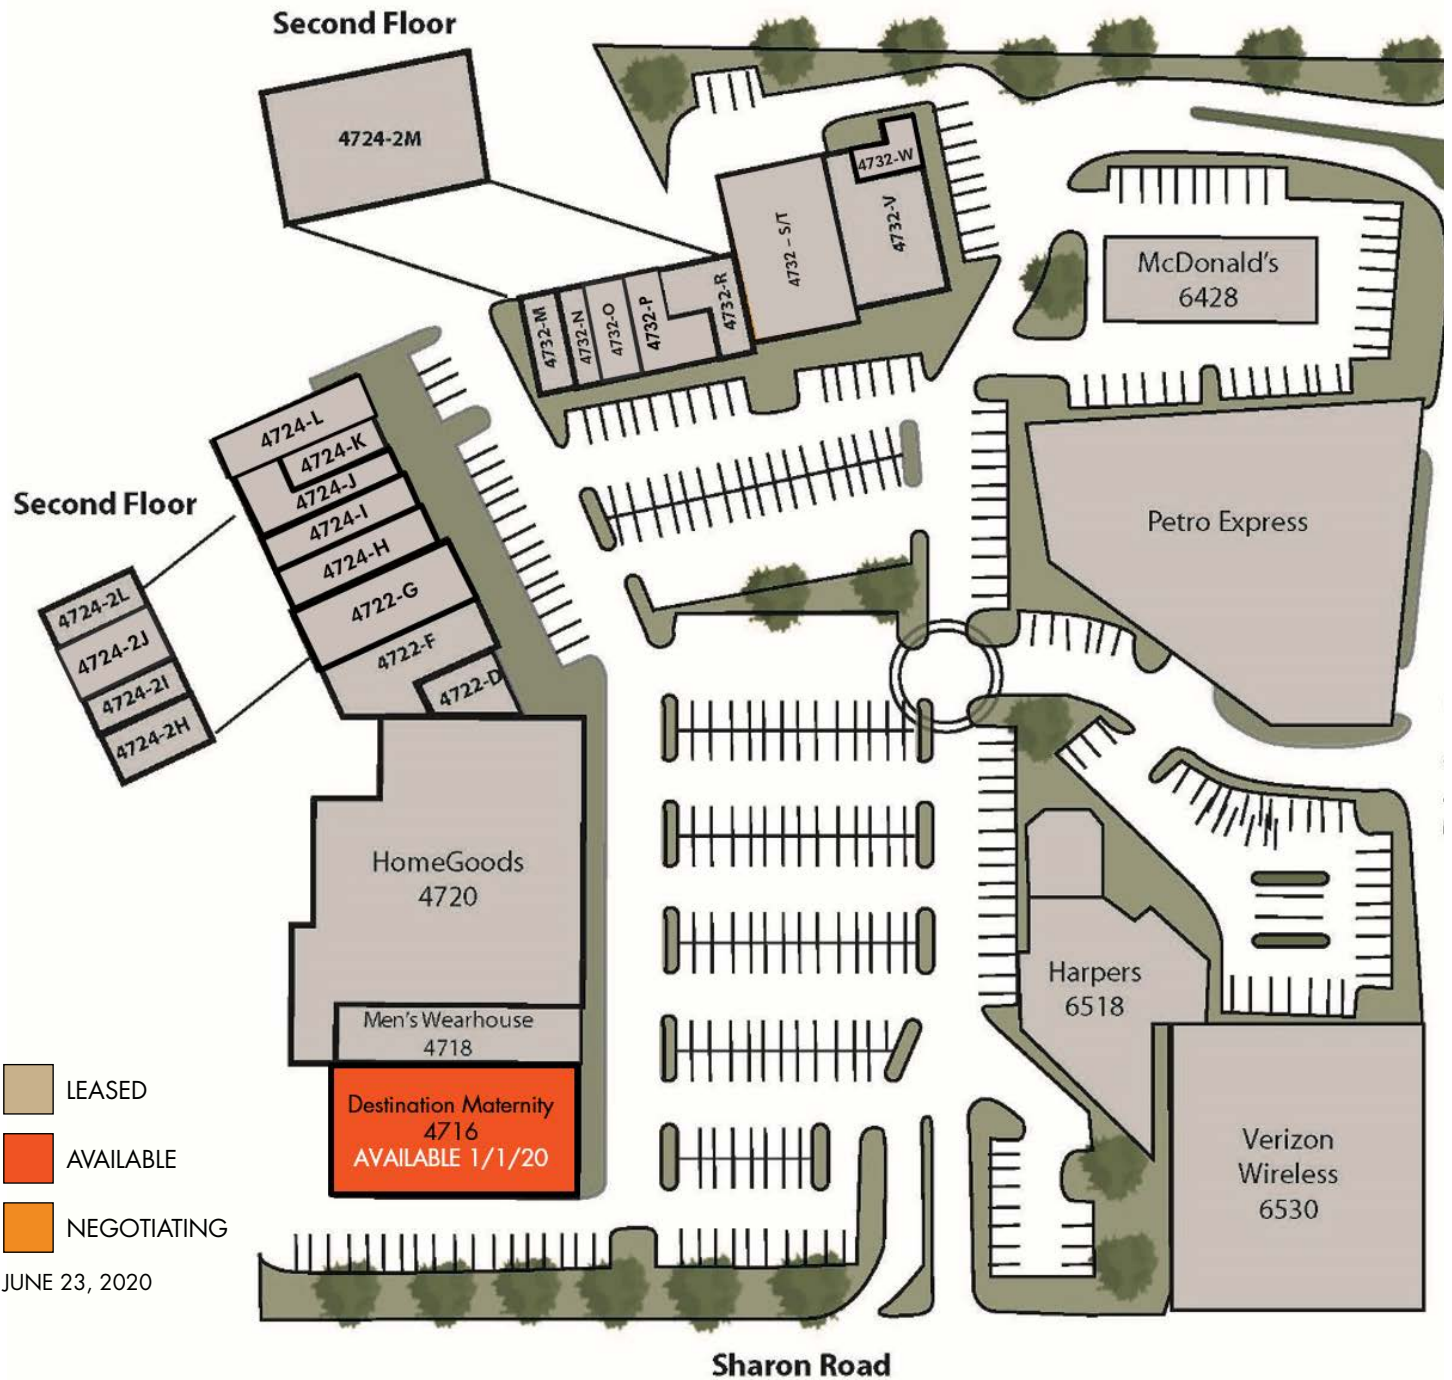 Second Floor
4724-2M
4732-W
4732-V
4732 – S/T
4732-R
4732-P
4732-O
4732-N
4732-M
McDonald's
6428
4724-L
4724-K
4724-J
4724-I
4724-H
4722-G
4722-F
4722-D
Second Floor
4724-2L
4724-2J
4724-2I
4724-2H
Petro Express
HomeGoods
4720
Men's Wearhouse
4718
Destination Maternity
4716
AVAILABLE 1/1/20
Harpers
6518
Verizon
Wireless
6530
LEASED
AVAILABLE
NEGOTIATING
JUNE 23, 2020
Sharon Road